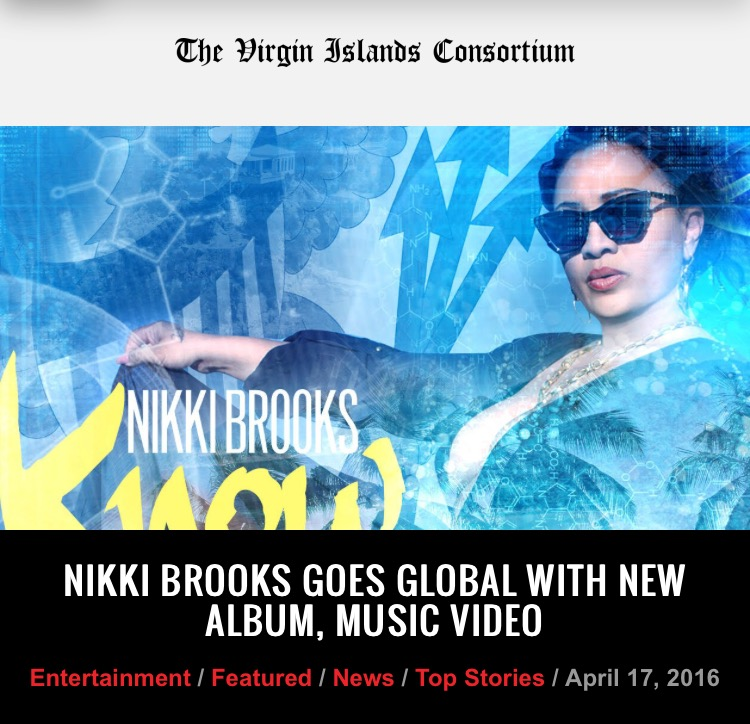 The Virgin Islands Consortium
NIKKI BROOKS
Know
NIKKI BROOKS GOES GLOBAL WITH NEW
ALBUM, MUSIC VIDEO
Entertainment / Featured / News / Top Stories / April 17, 2016